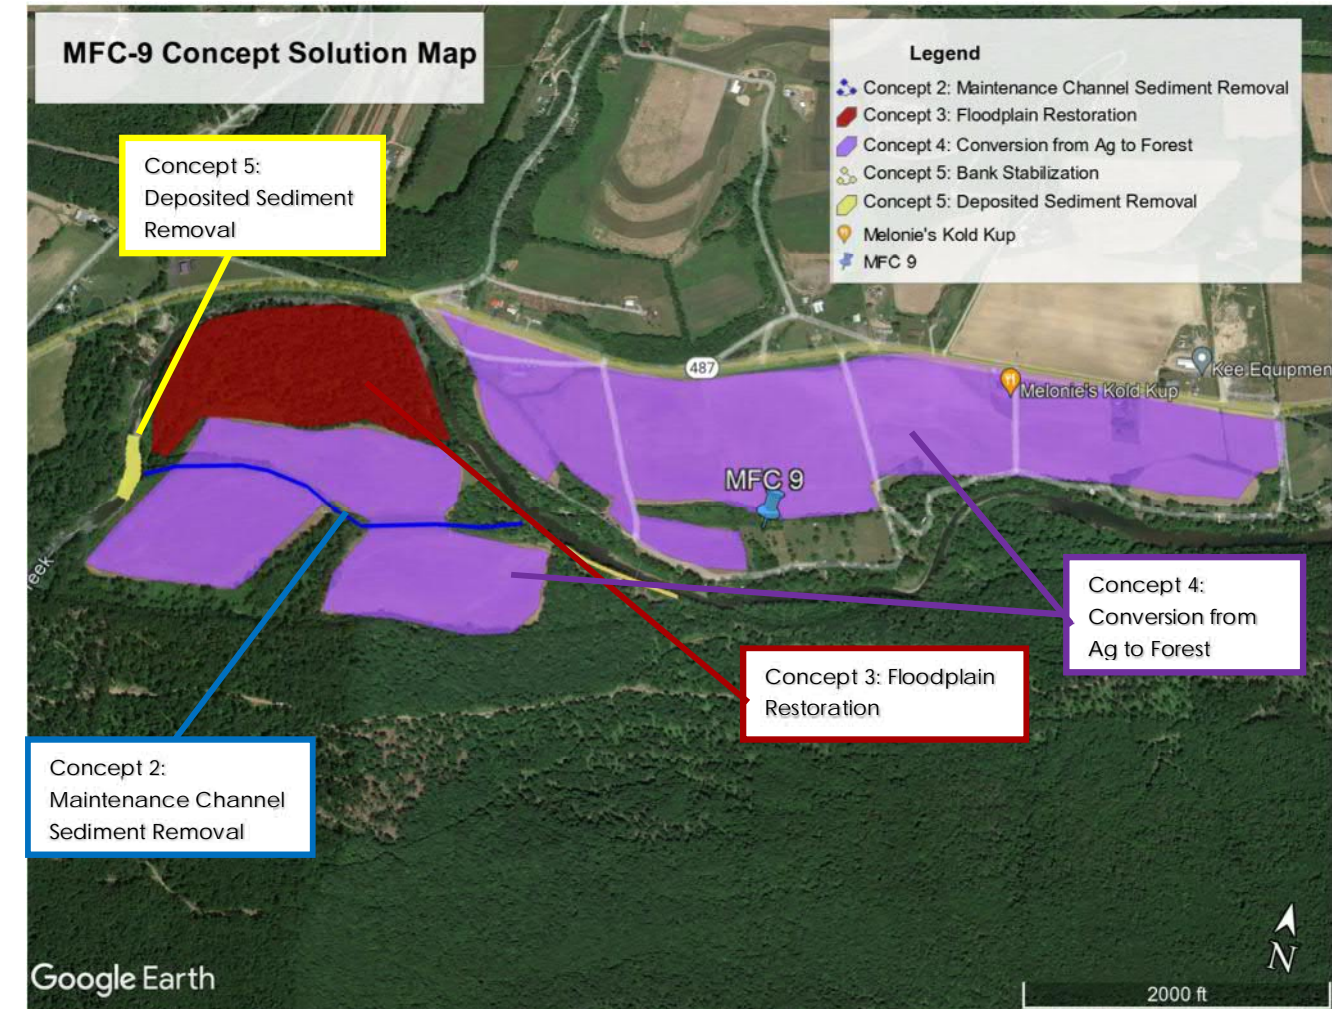 MFC-9 Concept Solution Map
Legend
Concept 2: Maintenance Channel Sediment Removal
Concept 3: Floodplain Restoration
Concept 4: Conversion from Ag to Forest
Concept 5: Bank Stabilization
Concept 5: Deposited Sediment Removal
Melonie's Kold Kup
MFC 9
Concept 5:
Deposited Sediment
Removal
487
Kee Equipmen
Melonie's Kold Kup
MFC 9
reek
Concept 4:
Conversion from
Ag to Forest
Concept 3: Floodplain
Restoration
Concept 2:
Maintenance Channel
Sediment Removal
N
Google Earth
2000 ft